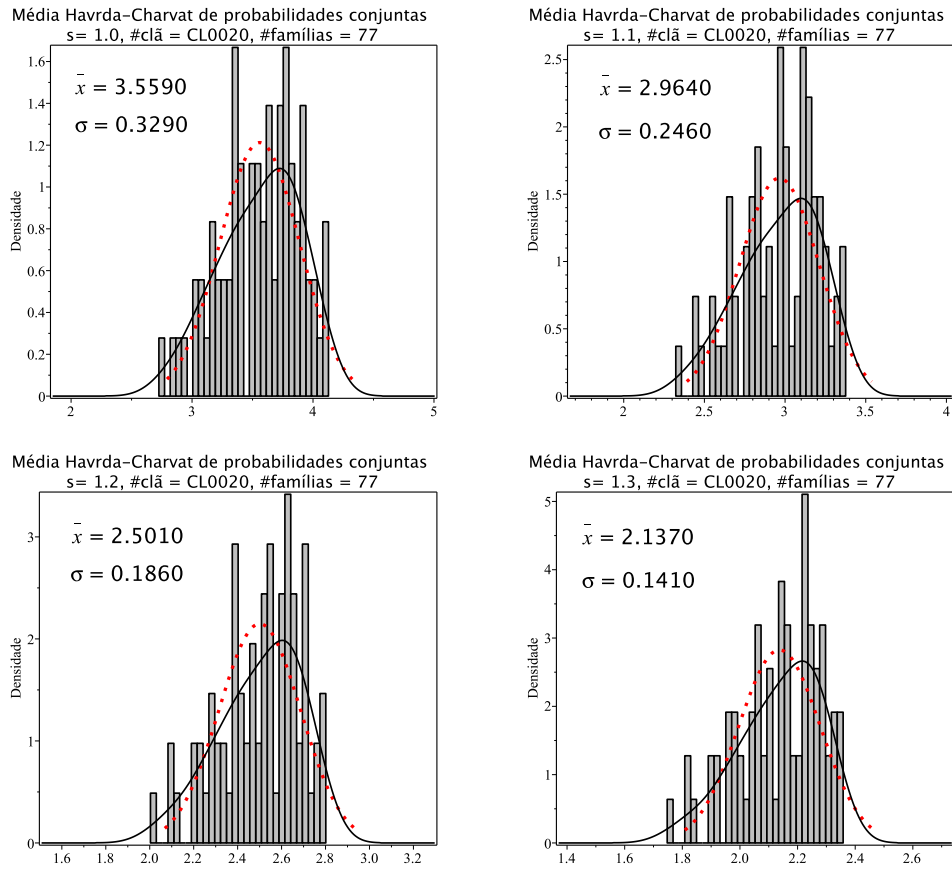 Média Havrda-Charvat de probabilidades conjuntas
s= 1.0, #clã = CL0020, #famílias = 77
x̄ = 3.5590
σ = 0.3290
Densidade
1.6
1.4
1.2
1
0.8
0.6
0.4
0.2
0
2 3 4 5
Média Havrda-Charvat de probabilidades conjuntas
s= 1.1, #clã = CL0020, #famílias = 77
x̄ = 2.9640
σ = 0.2460
Densidade
2.5
2
1.5
1
0.5
0
2 2.5 3 3.5 4
Média Havrda-Charvat de probabilidades conjuntas
s= 1.2, #clã = CL0020, #famílias = 77
x̄ = 2.5010
σ = 0.1860
Densidade
3
2
1
0
1.6 1.8 2.0 2.2 2.4 2.6 2.8 3.0 3.2
Média Havrda-Charvat de probabilidades conjuntas
s= 1.3, #clã = CL0020, #famílias = 77
x̄ = 2.1370
σ = 0.1410
Densidade
5
4
3
2
1
0
1.4 1.6 1.8 2.0 2.2 2.4 2.6